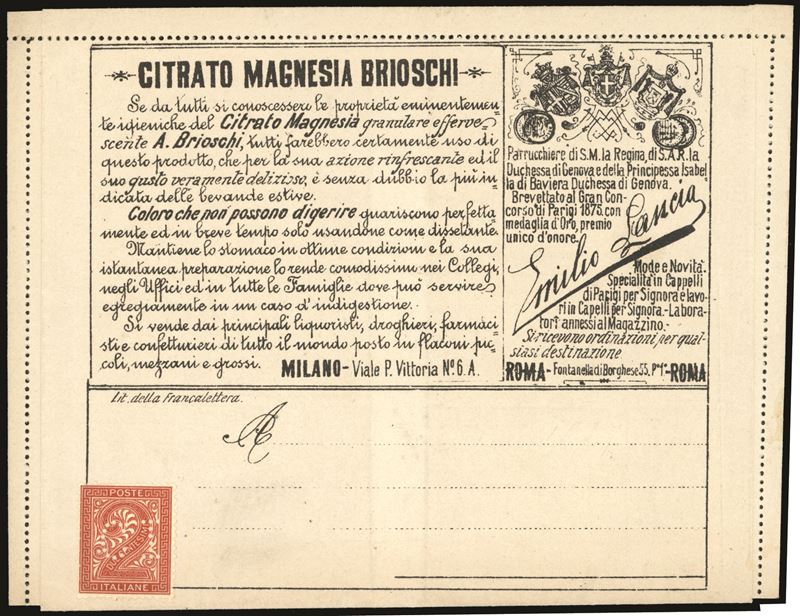 CITRATO MAGNESIA BRIOSCHI
Se da tutti si conoscessero le proprietà eminentemen-
te igieniche del Citrato Magnesia granulare efferve-
scente A. Brioschi, tutti farebbero certamente uso di
questo prodotto, che per la sua azione rinfrescante ed il
suo gusto veramente delizioso, è senza dubbio la più in-
dicata delle bevande estive.
Coloro che non possono digerire guariscono perfetta-
mente ed in breve tempo solo usandone come dissetante.
Mantiene lo stomaco in ottime condizioni e la sua
istantanea preparazione lo rende comodissimo nei Collegi,
negli Uffici ed in tutte le Famiglie dove può servire
egregiamente in un caso d'indigestione.
Si vende dai principali liquoristi, droghieri, farmaci-
sti e confetturieri di tutto il mondo posto in flaconi pic-
coli, mezzani e grossi. MILANO - Viale P. Vittoria Nº 6. A.
Parrucchiere di S.M. la Regina, di S.A.R. la
Duchessa di Genova e della Principessa Isabel
la di Baviera Duchessa di Genova.
Brevettato al Gran Con-
corso di Parigi 1875, con
medaglia d'Oro, premio
unico d'onore.
Emilio Lancia
Mode e Novità.
Specialità in Cappelli
di Parigi per Signora e lavo-
ri in Capelli per Signora - Labora-
tori annessi al Magazzino.
Si ricevono ordinazioni per qual-
siasi destinazione
ROMA - Fontanella di Borghese 55, Pº 1º - ROMA
Lit. della Francalettera.
A
POSTE
2
DUE CENTESIMI
ITALIANE